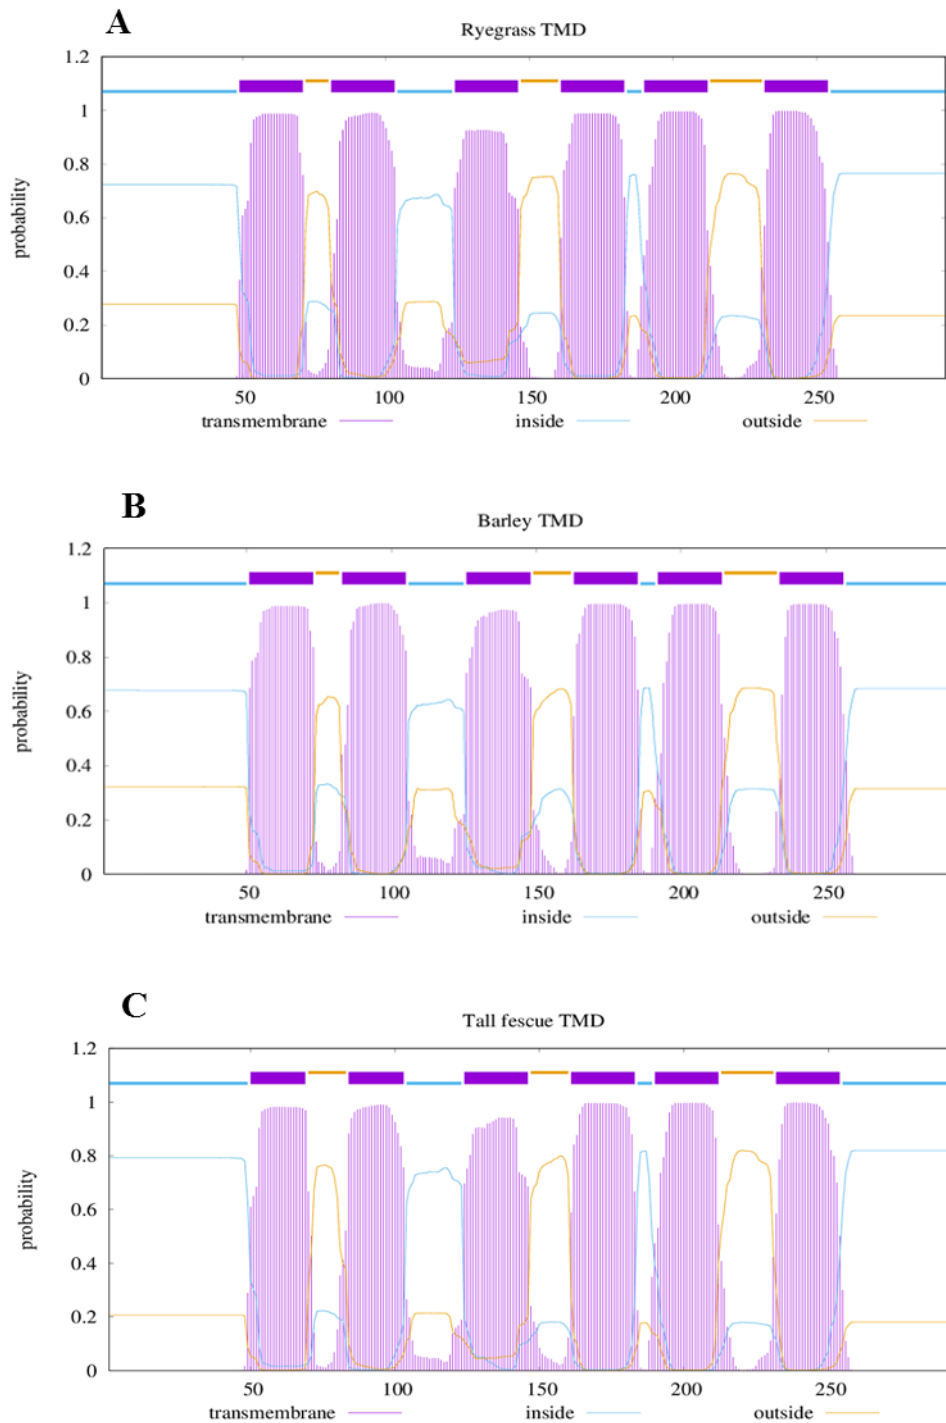 A
Ryegrass TMD
1.2
1
0.8
0.6
0.4
0.2
0
probability
50 100 150 200 250
transmembrane inside outside
B
Barley TMD
1.2
1
0.8
0.6
0.4
0.2
0
probability
50 100 150 200 250
transmembrane inside outside
C
Tall fescue TMD
1.2
1
0.8
0.6
0.4
0.2
0
probability
50 100 150 200 250
transmembrane inside outside